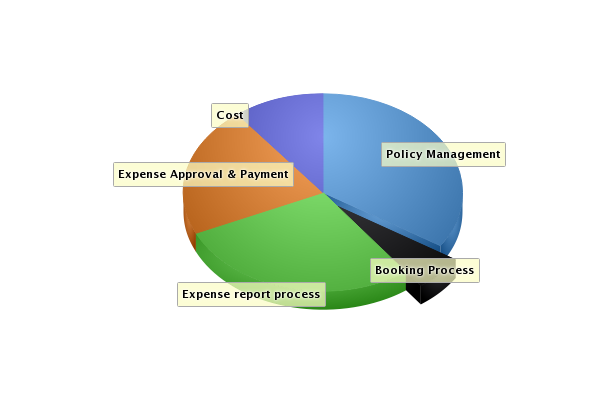 Cost
Policy Management
Expense Approval & Payment
Booking Process
Expense report process